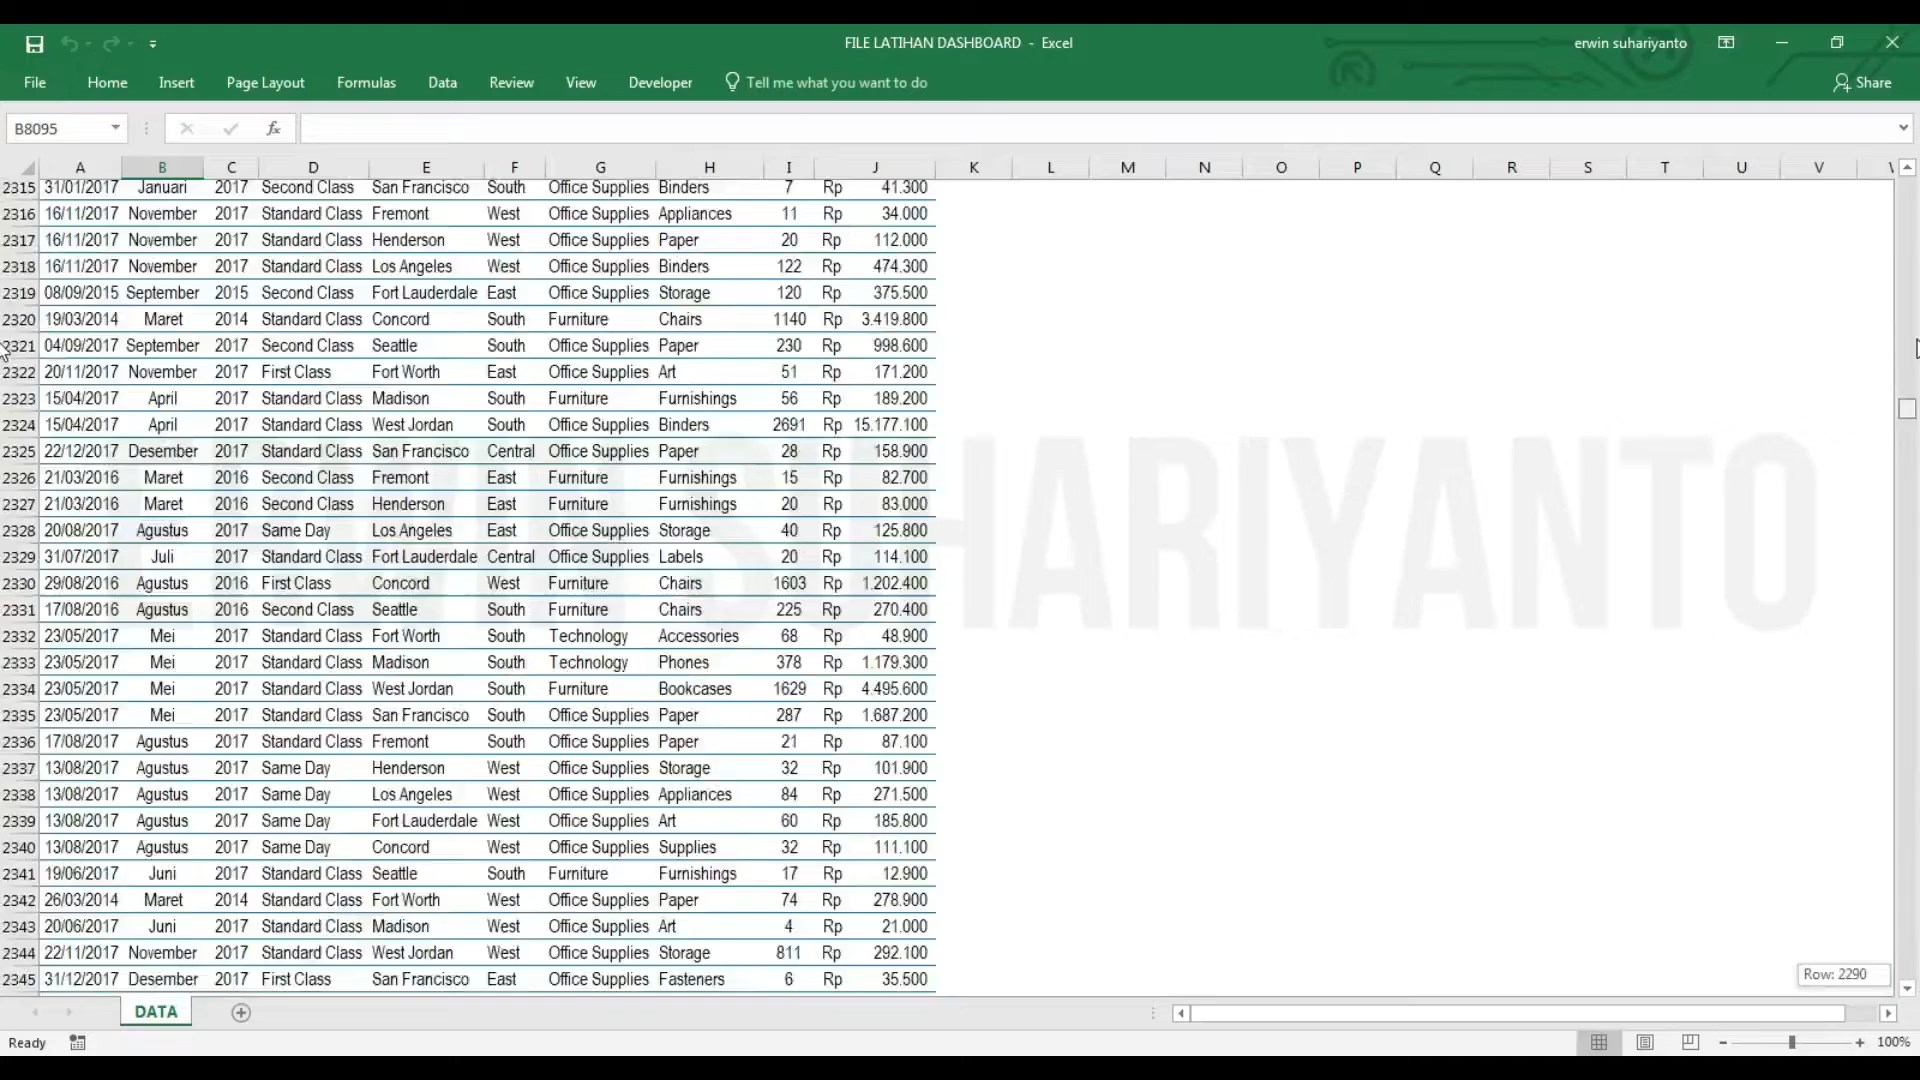 FILE LATIHAN DASHBOARD - Excel
erwin suhariyanto
File Home Insert Page Layout Formulas Data Review View Developer Tell me what you want to do Share
B8095 fx
A B C D E F G H I J K L M N O P Q R S T U V
2315 31/01/2017 Januari 2017 Second Class San Francisco South Office Supplies Binders 7 Rp 41.300
2316 16/11/2017 November 2017 Standard Class Fremont West Office Supplies Appliances 11 Rp 34.000
2317 16/11/2017 November 2017 Standard Class Henderson West Office Supplies Paper 20 Rp 112.000
2318 16/11/2017 November 2017 Standard Class Los Angeles West Office Supplies Binders 122 Rp 474.300
2319 08/09/2015 September 2015 Second Class Fort Lauderdale East Office Supplies Storage 120 Rp 375.500
2320 19/03/2014 Maret 2014 Standard Class Concord South Furniture Chairs 1140 Rp 3.419.800
2321 04/09/2017 September 2017 Second Class Seattle South Office Supplies Paper 230 Rp 998.600
2322 20/11/2017 November 2017 First Class Fort Worth East Office Supplies Art 51 Rp 171.200
2323 15/04/2017 April 2017 Standard Class Madison South Furniture Furnishings 56 Rp 189.200
2324 15/04/2017 April 2017 Standard Class West Jordan South Office Supplies Binders 2691 Rp 15.177.100
2325 22/12/2017 Desember 2017 Standard Class San Francisco Central Office Supplies Paper 28 Rp 158.900
2326 21/03/2016 Maret 2016 Second Class Fremont East Furniture Furnishings 15 Rp 82.700
2327 21/03/2016 Maret 2016 Second Class Henderson East Furniture Furnishings 20 Rp 83.000
2328 20/08/2017 Agustus 2017 Same Day Los Angeles East Office Supplies Storage 40 Rp 125.800
2329 31/07/2017 Juli 2017 Standard Class Fort Lauderdale Central Office Supplies Labels 20 Rp 114.100
2330 29/08/2016 Agustus 2016 First Class Concord West Furniture Chairs 1603 Rp 1.202.400
2331 17/08/2016 Agustus 2016 Second Class Seattle South Furniture Chairs 225 Rp 270.400
2332 23/05/2017 Mei 2017 Standard Class Fort Worth South Technology Accessories 68 Rp 48.900
2333 23/05/2017 Mei 2017 Standard Class Madison South Technology Phones 378 Rp 1.179.300
2334 23/05/2017 Mei 2017 Standard Class West Jordan South Furniture Bookcases 1629 Rp 4.495.600
2335 23/05/2017 Mei 2017 Standard Class San Francisco South Office Supplies Paper 287 Rp 1.687.200
2336 17/08/2017 Agustus 2017 Standard Class Fremont South Office Supplies Paper 21 Rp 87.100
2337 13/08/2017 Agustus 2017 Same Day Henderson West Office Supplies Storage 32 Rp 101.900
2338 13/08/2017 Agustus 2017 Same Day Los Angeles West Office Supplies Appliances 84 Rp 271.500
2339 13/08/2017 Agustus 2017 Same Day Fort Lauderdale West Office Supplies Art 60 Rp 185.800
2340 13/08/2017 Agustus 2017 Same Day Concord West Office Supplies Supplies 32 Rp 111.100
2341 19/06/2017 Juni 2017 Standard Class Seattle South Furniture Furnishings 17 Rp 12.900
2342 26/03/2014 Maret 2014 Standard Class Fort Worth West Office Supplies Paper 74 Rp 278.900
2343 20/06/2017 Juni 2017 Standard Class Madison West Office Supplies Art 4 Rp 21.000
2344 22/11/2017 November 2017 Standard Class West Jordan West Office Supplies Storage 811 Rp 292.100
2345 31/12/2017 Desember 2017 First Class San Francisco East Office Supplies Fasteners 6 Rp 35.500
ERWIN SUHARIYANTO
Row: 2290
DATA
Ready
100%